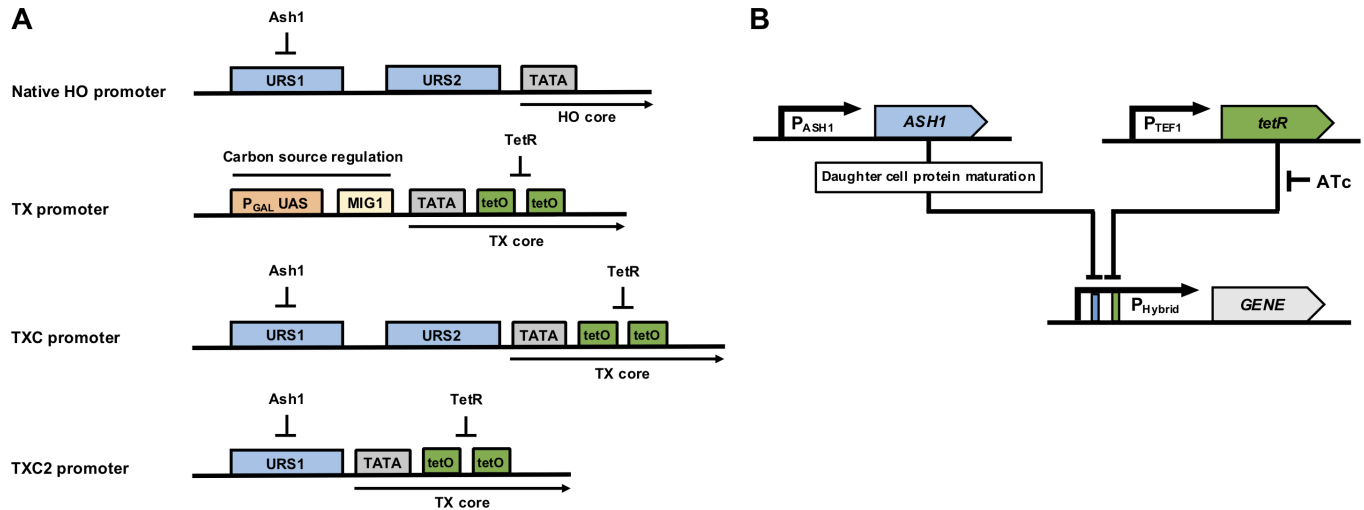 A
Ash1
Native HO promoter
URS1
URS2
TATA
HO core
TetR
Carbon source regulation
TX promoter
PGAL UAS
MIG1
TATA
tetO
tetO
TX core
Ash1
TetR
TXC promoter
URS1
URS2
TATA
tetO
tetO
TX core
Ash1
TetR
TXC2 promoter
URS1
TATA
tetO
tetO
TX core
B
PASH1
ASH1
PTEF1
tetR
Daughter cell protein maturation
ATc
PHybrid
GENE